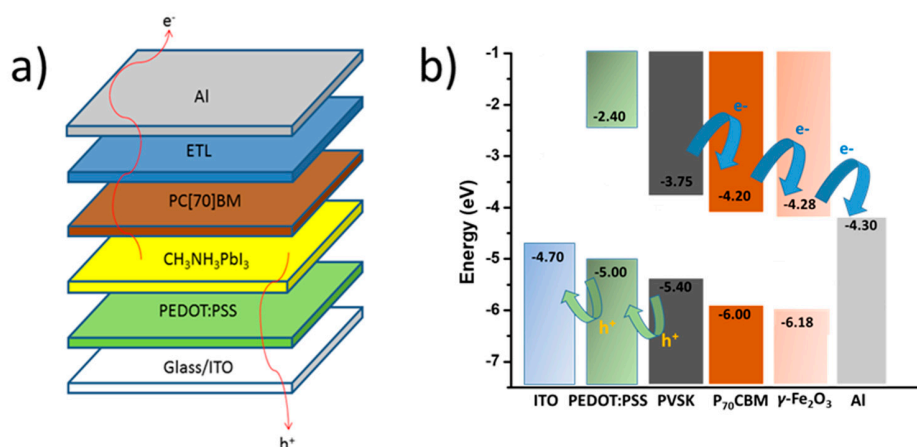 a)
e⁻
Al
ETL
PC[70]BM
CH₃NH₃PbI₃
PEDOT:PSS
Glass/ITO
h⁺
b)
Energy (eV)
-1
-2
-3
-4
-5
-6
-7
-2.40
-3.75
-4.20
-4.28
-4.30
-4.70
-5.00
-5.40
-6.00
-6.18
e-
e-
e-
h⁺
h⁺
ITO PEDOT:PSS PVSK P₇₀CBM γ-Fe₂O₃ Al